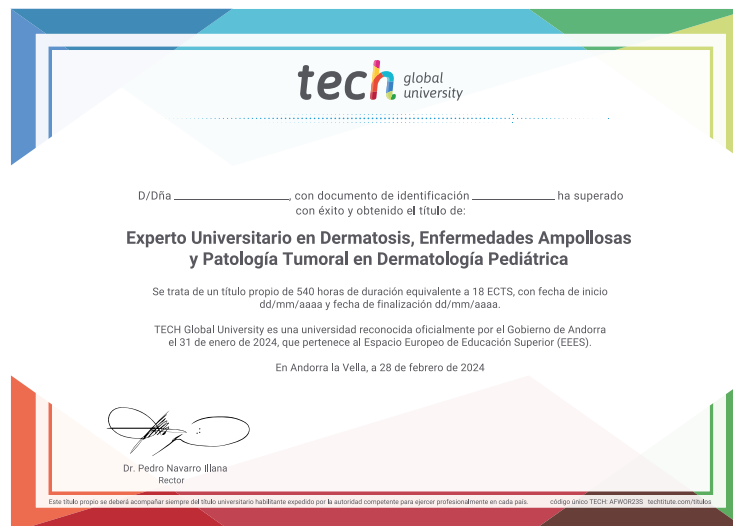 tech global university
D/Dña ____________________, con documento de identificación ______________ ha superado
con éxito y obtenido el título de:
Experto Universitario en Dermatosis, Enfermedades Ampollosas
y Patología Tumoral en Dermatología Pediátrica
Se trata de un título propio de 540 horas de duración equivalente a 18 ECTS, con fecha de inicio
dd/mm/aaaa y fecha de finalización dd/mm/aaaa.
TECH Global University es una universidad reconocida oficialmente por el Gobierno de Andorra
el 31 de enero de 2024, que pertenece al Espacio Europeo de Educación Superior (EEES).
En Andorra la Vella, a 28 de febrero de 2024
Dr. Pedro Navarro Illana
Rector
Este título propio se deberá acompañar siempre del título universitario habilitante expedido por la autoridad competente para ejercer profesionalmente en cada país. código único TECH: AFWOR23S techtitute.com/titulos